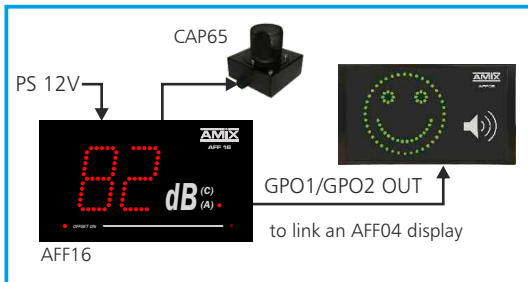 CAP65
PS 12V
AMIX
AMIX
AFF 16
82 dB (C)
(A)
GPO1/GPO2 OUT
OFFSET ON
to link an AFF04 display
AFF16